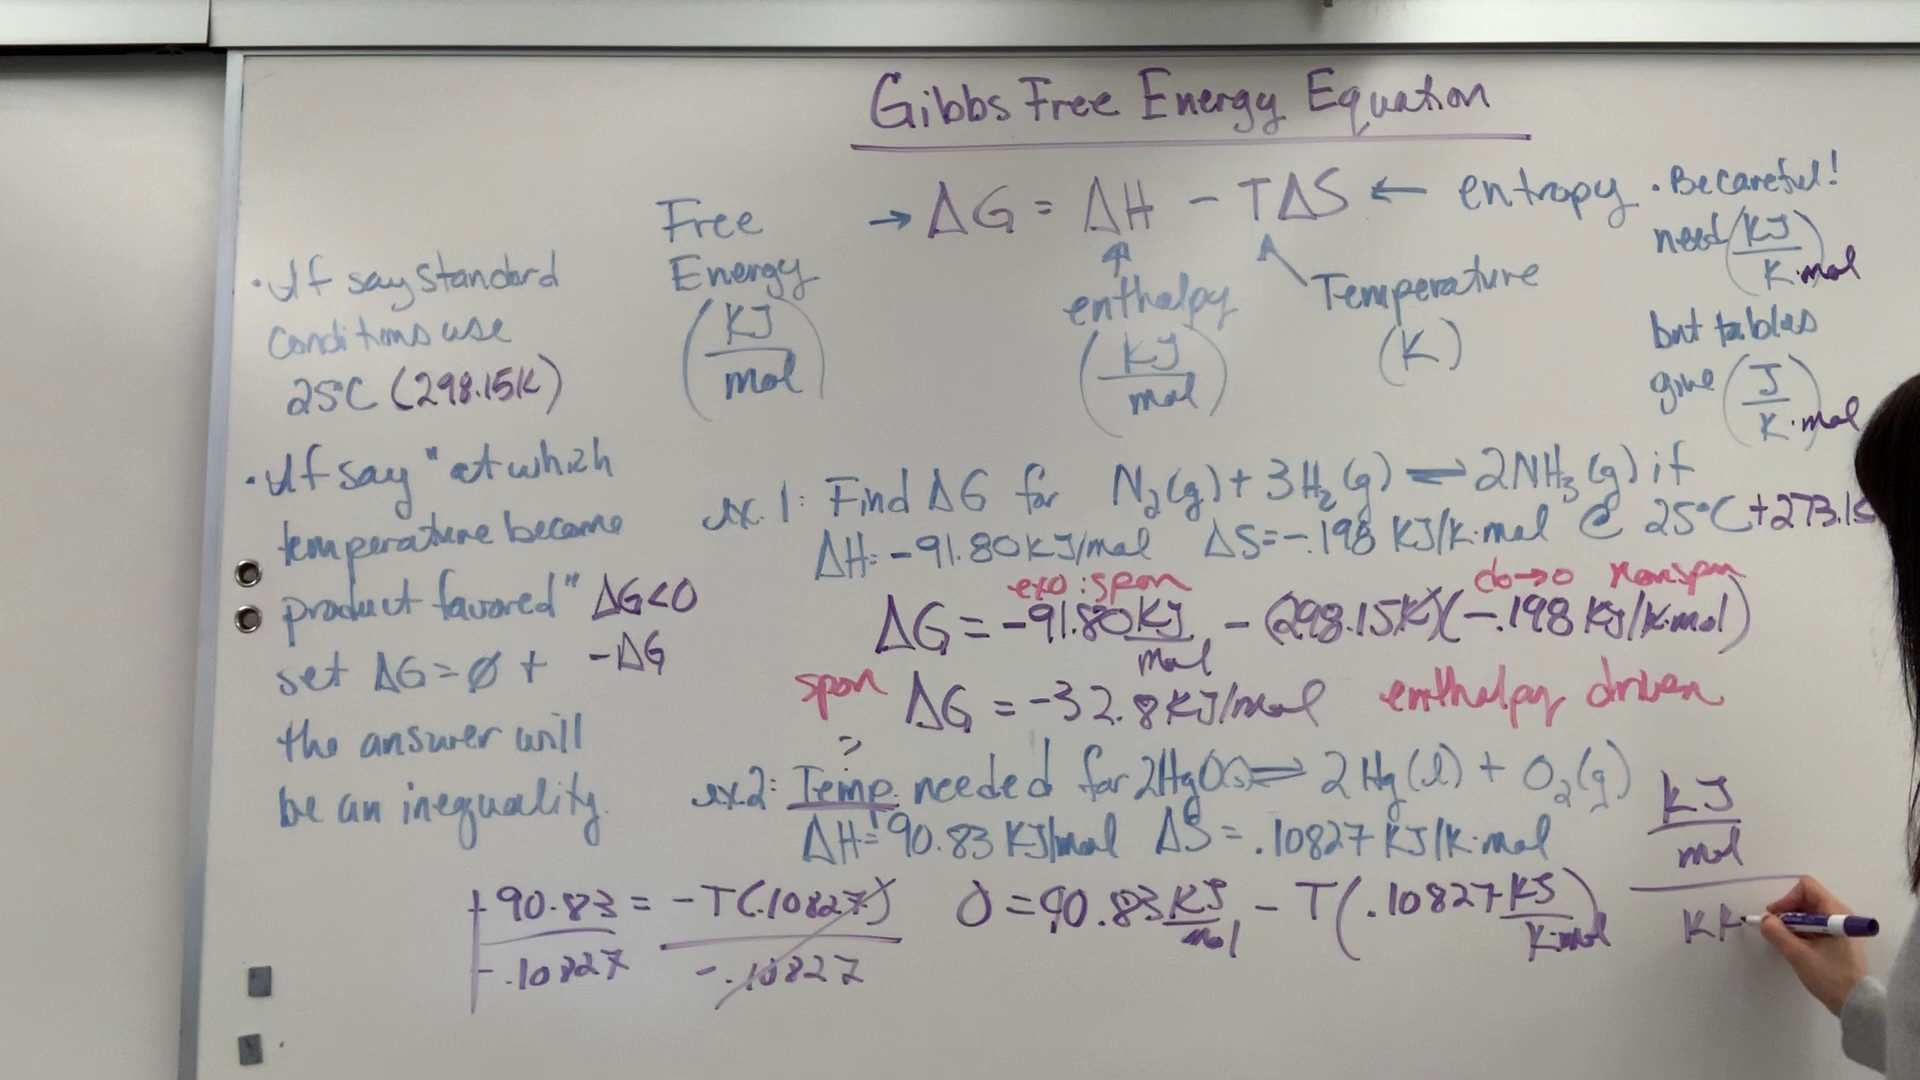 Gibbs Free Energy Equation
→ ΔG = ΔH - TΔS ← entropy
Free
Energy
(KJ/mol)
enthalpy
(KJ/mol)
Temperature
(K)
• Be careful!
need (KJ/K·mol)
but tables
give (J/K·mol)
• If say standard
conditions use
25°C (298.15K)
• If say "at which
temperature become
product favored" ΔG<0
set ΔG = Ø + -ΔG
the answer will
be an inequality.
ex. 1: Find ΔG for N₂(g) + 3H₂(g) ⇌ 2NH₃(g) if
ΔH = -91.80 KJ/mol ΔS = -.198 KJ/K·mol @ 25°C + 273.15
exo: spon
do→o nonspon
ΔG = -91.80 KJ/mol - (298.15K)(-.198 KJ/K·mol)
spon ΔG = -32.8 KJ/mol enthalpy driven
ex2: Temp. needed for 2HgO(s) ⇌ 2Hg(l) + O₂(g)
ΔH = 90.83 KJ/mol ΔS = .10827 KJ/K·mol
0 = 90.83 KJ/mol - T(.10827 KJ/K·mol)
90.83 = -T(.10827)
-.10827 -.10827
kJ
mol